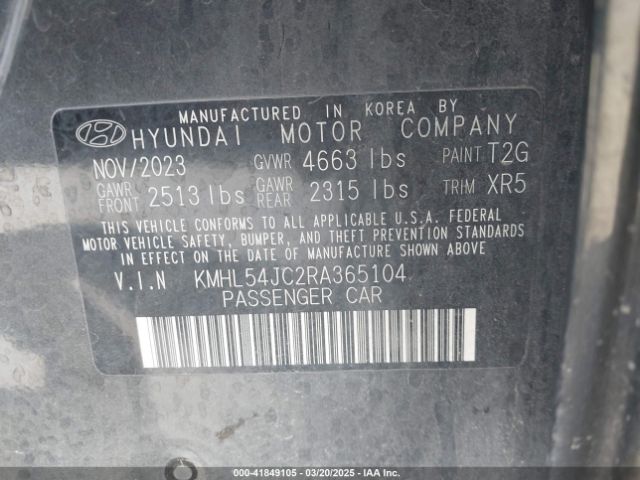 MANUFACTURED IN KOREA BY
HYUNDAI MOTOR COMPANY
NOV/2023 GVWR 4663 lbs PAINT T2G
GAWR FRONT 2513 lbs GAWR REAR 2315 lbs TRIM XR5
THIS VEHICLE CONFORMS TO ALL APPLICABLE U.S.A. FEDERAL
MOTOR VEHICLE SAFETY, BUMPER, AND THEFT PREVENTION STANDARDS
IN EFFECT ON THE DATE OF MANUFACTURE SHOWN ABOVE.
V.I.N KMHL54JC2RA365104
PASSENGER CAR
000-41849105 — 03/20/2025 — IAA Inc.